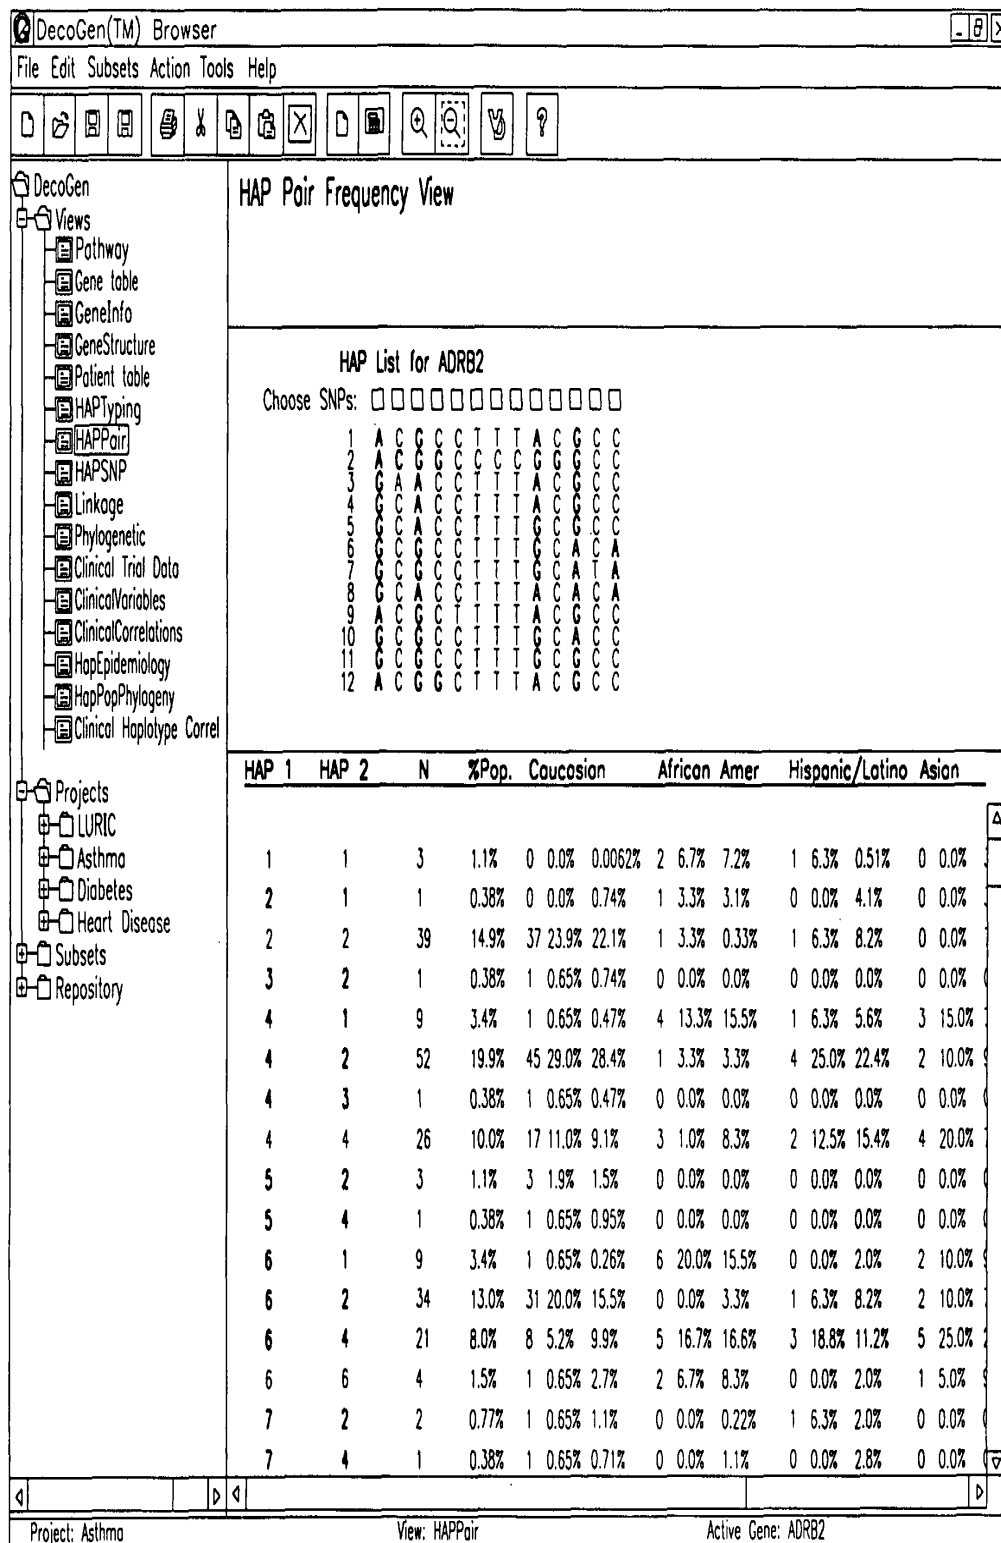 DecoGen(TM) Browser
File Edit Subsets Action Tools Help
DecoGen
Views
Pathway
Gene table
GeneInfo
GeneStructure
Patient table
HAPTyping
HAPPair
HAPSNP
Linkage
Phylogenetic
Clinical Trial Data
ClinicalVariables
ClinicalCorrelations
HapEpidemiology
HapPopPhylogeny
Clinical Haplotype Correl
Projects
LURIC
Asthma
Diabetes
Heart Disease
Subsets
Repository
HAP Pair Frequency View
HAP List for ADRB2
Choose SNPs:
1 A C G C C T T T A C G C C
2 A C G G C C C C G G G C C
3 G A A C C T T T A C G C C
4 G C A C C T T T A C G C C
5 G C A C C T T T G C G C C
6 G C G C C T T T G C A C A
7 G C G C C T T T G C A T A
8 G C A C C T T T A C A C A
9 A C G C T T T T A C G C C
10 G C G C C T T T G C A C C
11 G C G C C T T T G C G C C
12 A C G G C T T T A C G C C
HAP 1 HAP 2 N %Pop. Caucasian African Amer Hispanic/Latino Asian
1 1 3 1.1% 0 0.0% 0.0062% 2 6.7% 7.2% 1 6.3% 0.51% 0 0.0%
2 1 1 0.38% 0 0.0% 0.74% 1 3.3% 3.1% 0 0.0% 4.1% 0 0.0%
2 2 39 14.9% 37 23.9% 22.1% 1 3.3% 0.33% 1 6.3% 8.2% 0 0.0%
3 2 1 0.38% 1 0.65% 0.74% 0 0.0% 0.0% 0 0.0% 0.0% 0 0.0%
4 1 9 3.4% 1 0.65% 0.47% 4 13.3% 15.5% 1 6.3% 5.6% 3 15.0%
4 2 52 19.9% 45 29.0% 28.4% 1 3.3% 3.3% 4 25.0% 22.4% 2 10.0%
4 3 1 0.38% 1 0.65% 0.47% 0 0.0% 0.0% 0 0.0% 0.0% 0 0.0%
4 4 26 10.0% 17 11.0% 9.1% 3 1.0% 8.3% 2 12.5% 15.4% 4 20.0%
5 2 3 1.1% 3 1.9% 1.5% 0 0.0% 0.0% 0 0.0% 0.0% 0 0.0%
5 4 1 0.38% 1 0.65% 0.95% 0 0.0% 0.0% 0 0.0% 0.0% 0 0.0%
6 1 9 3.4% 1 0.65% 0.26% 6 20.0% 15.5% 0 0.0% 2.0% 2 10.0%
6 2 34 13.0% 31 20.0% 15.5% 0 0.0% 3.3% 1 6.3% 8.2% 2 10.0%
6 4 21 8.0% 8 5.2% 9.9% 5 16.7% 16.6% 3 18.8% 11.2% 5 25.0%
6 6 4 1.5% 1 0.65% 2.7% 2 6.7% 8.3% 0 0.0% 2.0% 1 5.0%
7 2 2 0.77% 1 0.65% 1.1% 0 0.0% 0.22% 1 6.3% 2.0% 0 0.0%
7 4 1 0.38% 1 0.65% 0.71% 0 0.0% 1.1% 0 0.0% 2.8% 0 0.0%
Project: Asthma View: HAPPair Active Gene: ADRB2